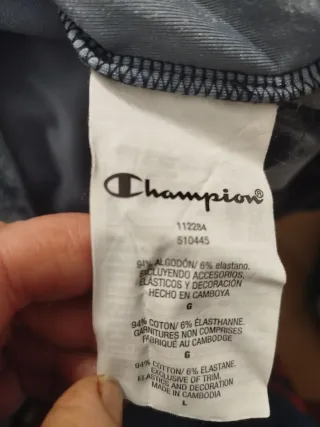 Champion®
11228A
510445
94% ALGODÓN/ 6% elastano.
EXCLUYENDO ACCESORIOS,
ELÁSTICOS Y DECORACIÓN
HECHO EN CAMBOYA
G
94% COTON/ 6% ÉLASTHANNE.
GARNITURES NON COMPRISES
FABRIQUÉ AU CAMBODGE
G
94% COTTON/ 6% ELASTANE.
EXCLUSIVE OF TRIM,
ELASTICS AND DECORATION
MADE IN CAMBODIA
L